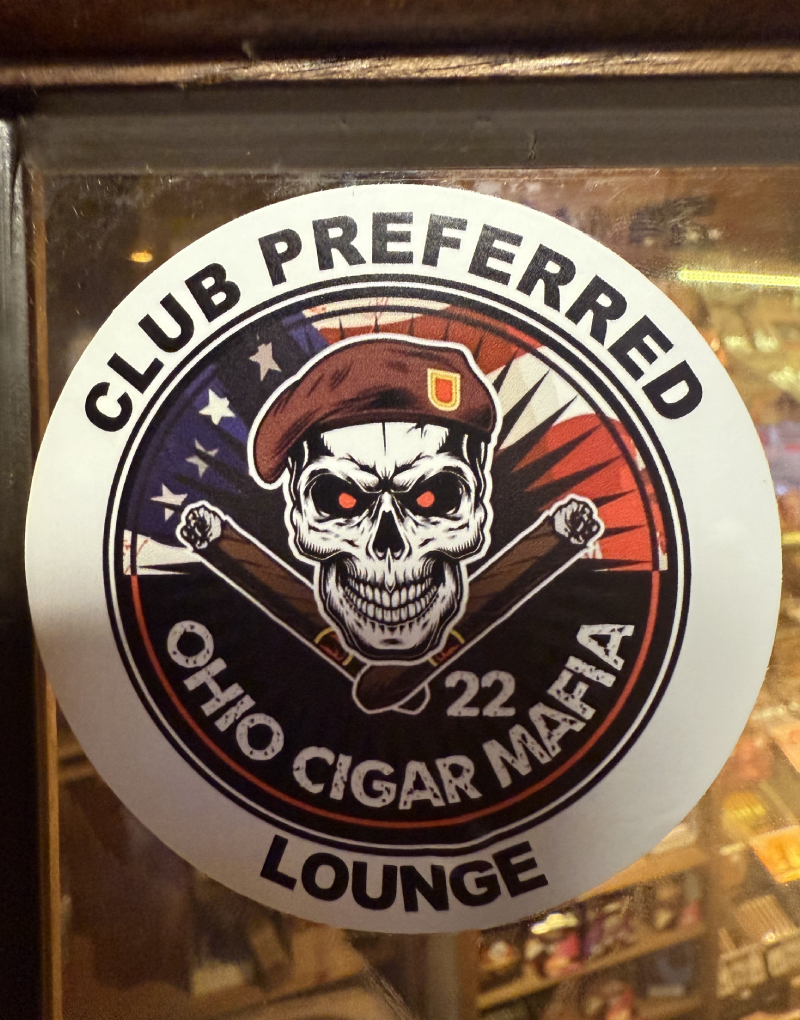 CLUB PREFERRED
22
OHIO CIGAR MAFIA
LOUNGE